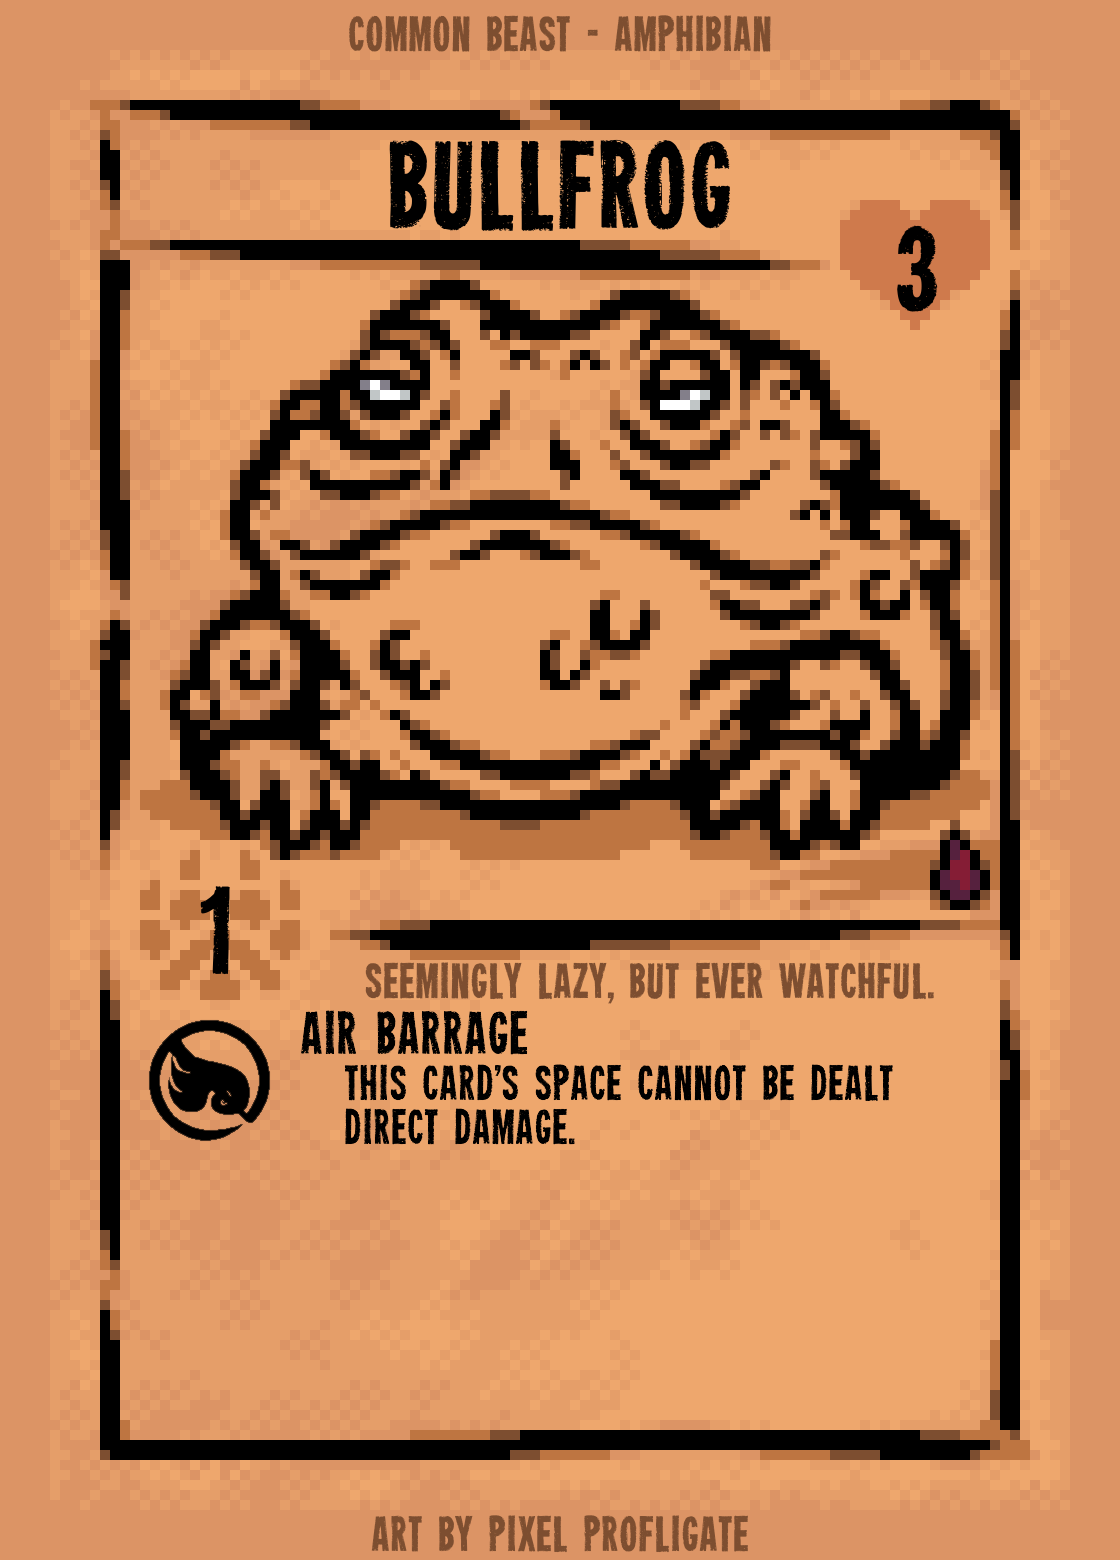 COMMON BEAST - AMPHIBIAN
BULLFROG
3
1
SEEMINGLY LAZY, BUT EVER WATCHFUL.
AIR BARRAGE
THIS CARD'S SPACE CANNOT BE DEALT
DIRECT DAMAGE.
ART BY PIXEL PROFLIGATE